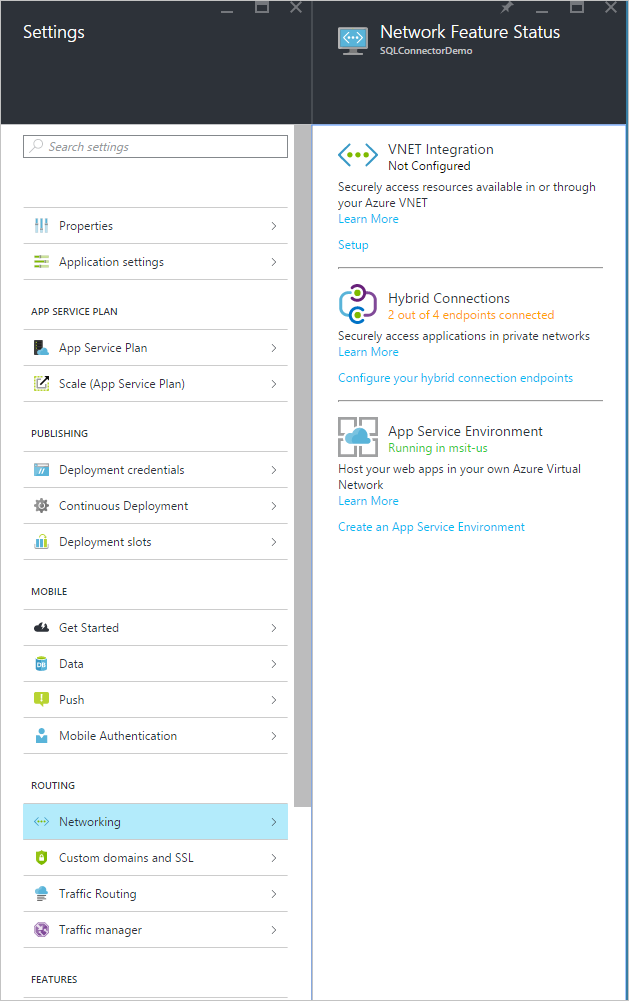 Settings
Search settings
Properties
Application settings
APP SERVICE PLAN
App Service Plan
Scale (App Service Plan)
PUBLISHING
Deployment credentials
Continuous Deployment
Deployment slots
MOBILE
Get Started
DB
Data
Push
Mobile Authentication
ROUTING
Networking
Custom domains and SSL
Traffic Routing
Traffic manager
FEATURES
Network Feature Status
SQLConnectorDemo
VNET Integration
Not Configured
Securely access resources available in or through
your Azure VNET
Learn More
Setup
Hybrid Connections
2 out of 4 endpoints connected
Securely access applications in private networks
Learn More
Configure your hybrid connection endpoints
App Service Environment
Running in msit-us
Host your web apps in your own Azure Virtual
Network
Learn More
Create an App Service Environment